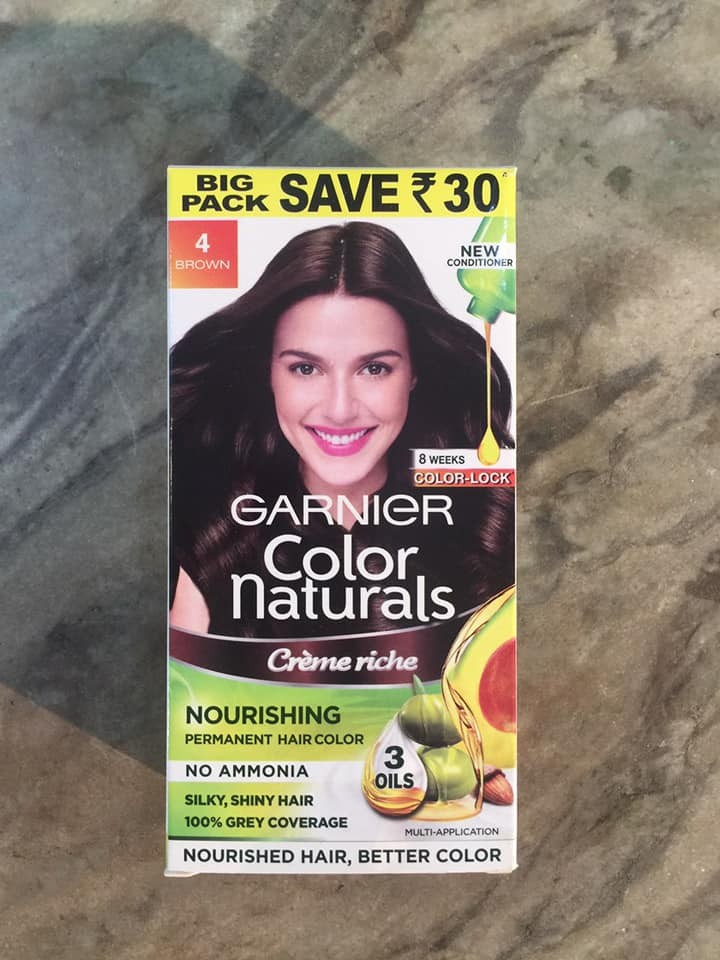 BIG PACK SAVE ₹ 30*
4
BROWN
NEW
CONDITIONER
8 WEEKS
COLOR-LOCK
GARNIER
Color
Naturals
Crème riche
NOURISHING
PERMANENT HAIR COLOR
3
OILS
NO AMMONIA
SILKY, SHINY HAIR
100% GREY COVERAGE
MULTI-APPLICATION
NOURISHED HAIR, BETTER COLOR